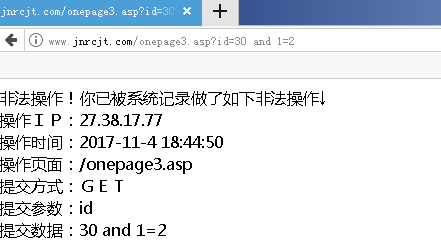 jnrcjt.com/onepage3.asp?id=30
www.jnrcjt.com/onepage3.asp?id=30 and 1=2
非法操作！你已被系统记录做了如下非法操作↓
操作ＩＰ：27.38.17.77
操作时间：2017-11-4 18:44:50
操作页面：/onepage3.asp
提交方式：ＧＥＴ
提交参数：id
提交数据：30 and 1=2